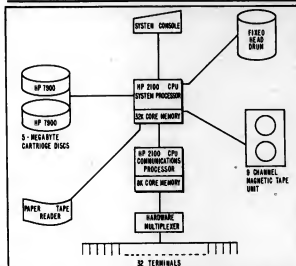 SYSTEM CONSOLE
FIXED
HEAD
DRUM
HP 7900
HP 7900
5 - MEGABYTE
CARTRIDGE DISCS
HP 2100 CPU
SYSTEM PROCESSOR
32K CORE MEMORY
HP 2100 CPU
COMMUNICATIONS
PROCESSOR
8K CORE MEMORY
9 CHANNEL
MAGNETIC TAPE
UNIT
PAPER TAPE
READER
HARDWARE
MULTIPLEXER
32 TERMINALS